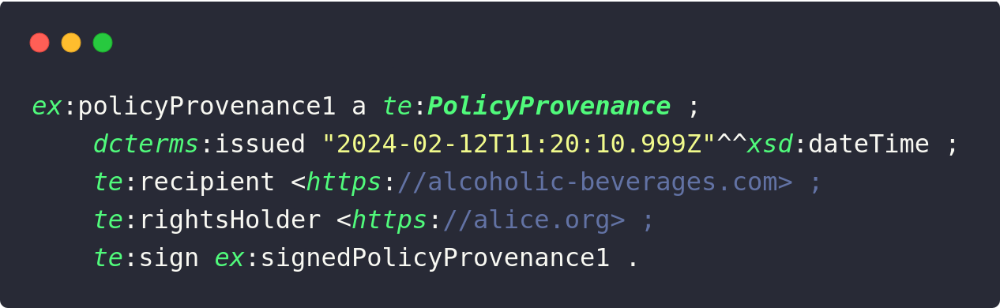 ex:policyProvenance1 a te:PolicyProvenance ;
    dcterms:issued "2024-02-12T11:20:10.999Z"^^xsd:dateTime ;
    te:recipient <https://alcoholic-beverages.com> ;
    te:rightsHolder <https://alice.org> ;
    te:sign ex:signedPolicyProvenance1 .